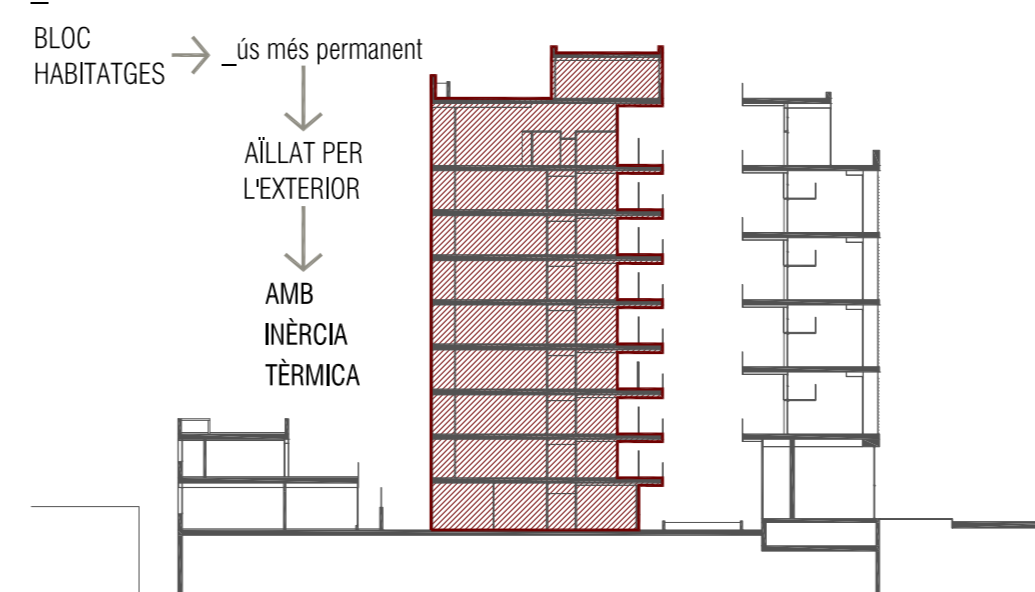 BLOC
HABITATGES
_ús més permanent
AÏLLAT PER
L'EXTERIOR
AMB
INÈRCIA
TÈRMICA